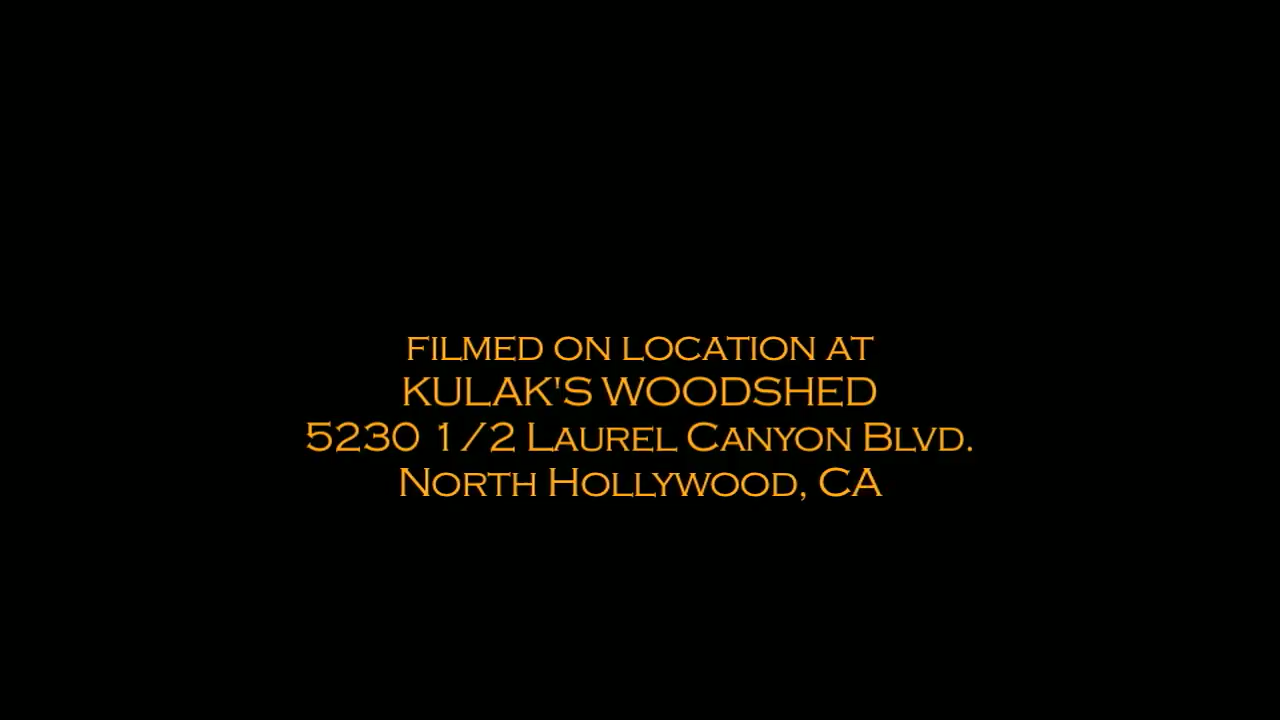 FILMED ON LOCATION AT
KULAK'S WOODSHED
5230 1/2 LAUREL CANYON BLVD.
NORTH HOLLYWOOD, CA